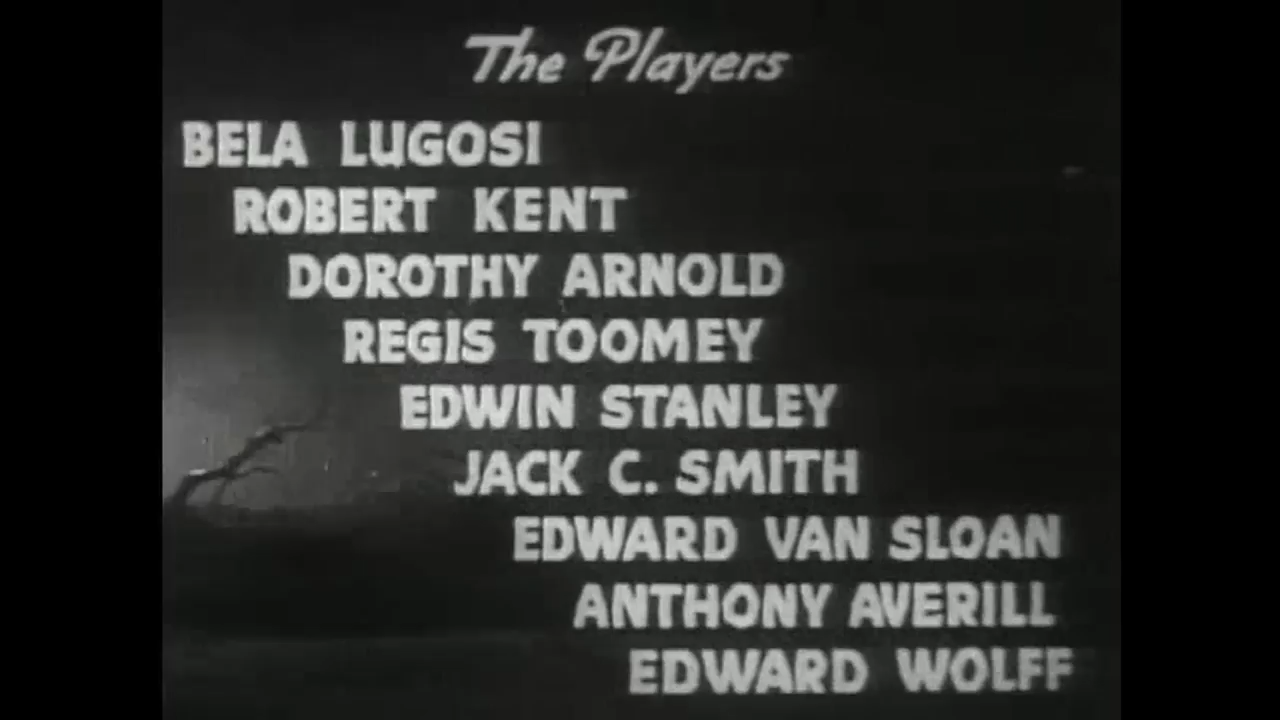 The Players
BELA LUGOSI
ROBERT KENT
DOROTHY ARNOLD
REGIS TOOMEY
EDWIN STANLEY
JACK C. SMITH
EDWARD VAN SLOAN
ANTHONY AVERILL
EDWARD WOLFF